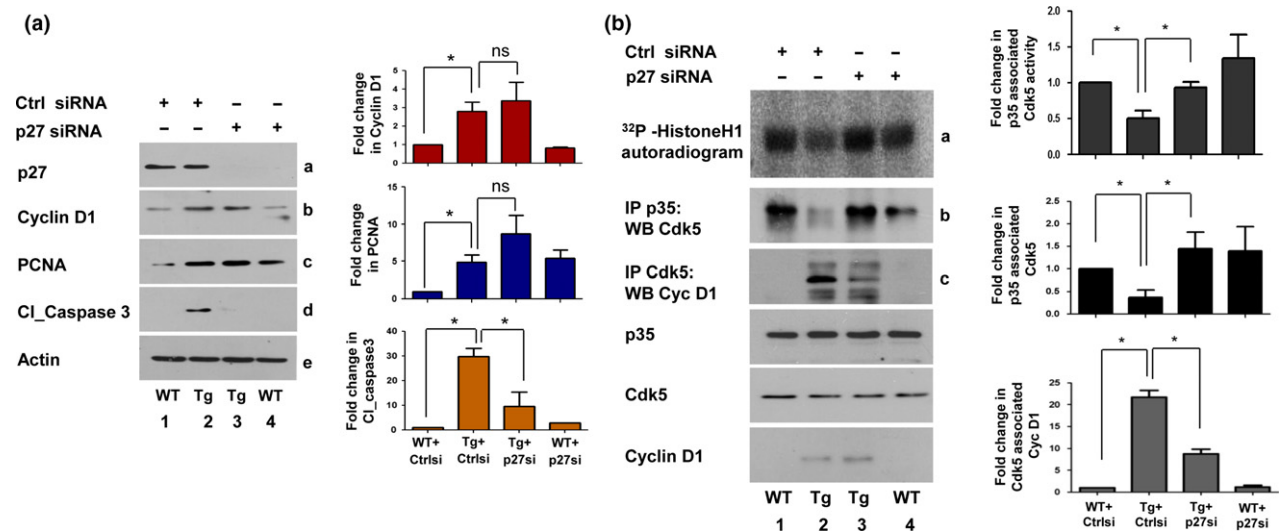 (a)
Ctrl siRNA + + – –
p27 siRNA – – + +
p27 a
Cyclin D1 b
PCNA c
Cl_Caspase 3 d
Actin e
WT Tg Tg WT
1 2 3 4
Fold change
in Cyclin D1
6
5
4
3
2
1
0
*
ns
Fold change
in PCNA
15
10
5
0
*
ns
Fold change in
Cl_caspase3
40
30
20
10
0
*
*
WT+ Tg+ Tg+ WT+
Ctrlsi Ctrlsi p27si p27si
(b)
Ctrl siRNA + + – –
p27 siRNA – – + +
32P -HistoneH1
autoradiogram
a
IP p35:
WB Cdk5
b
IP Cdk5:
WB Cyc D1
c
p35
Cdk5
Cyclin D1
WT Tg Tg WT
1 2 3 4
Fold change in
p35 associated
Cdk5 activity
2.0
1.5
1.0
0.5
0.0
*
*
Fold change in
p35 associated
Cdk5
2.5
2.0
1.5
1.0
0.5
0.0
*
*
Fold change in
Cdk5 associated
Cyc D1
25
20
15
10
5
0
*
*
WT+ Tg+ Tg+ WT+
Ctrlsi Ctrlsi p27si p27si